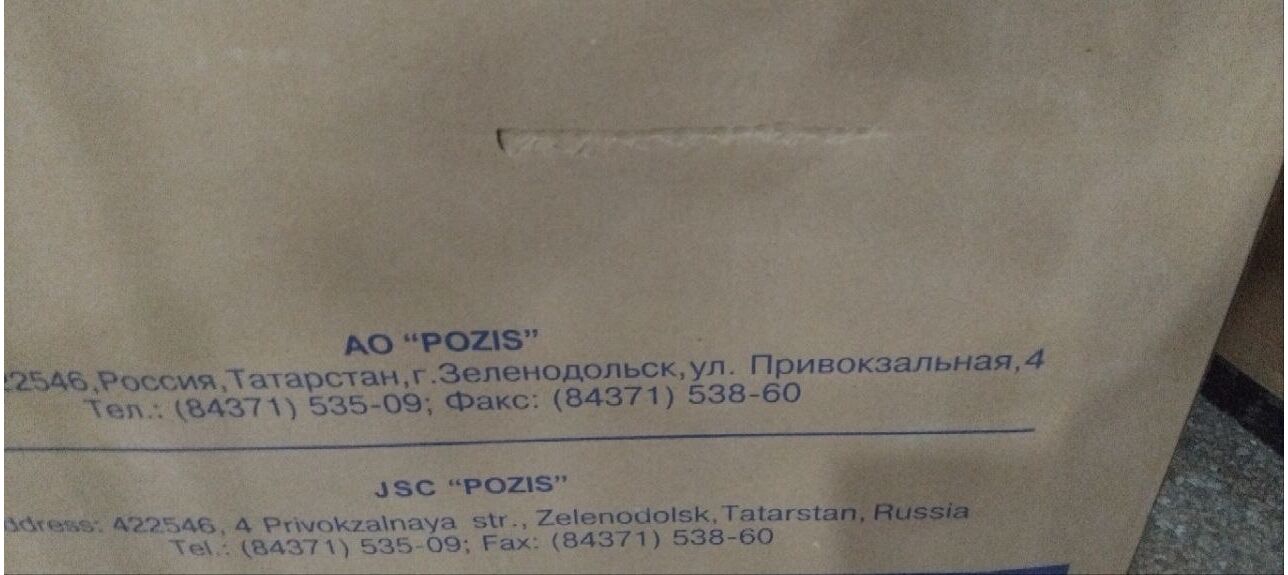 АО “POZIS”
22546,Россия,Татарстан,г.Зеленодольск,ул. Привокзальная,4
Тел.: (84371) 535-09; Факс: (84371) 538-60
JSC “POZIS”
ddress: 422546, 4 Privokzalnaya str., Zelenodolsk,Tatarstan, Russia
Tel.: (84371) 535-09; Fax: (84371) 538-60